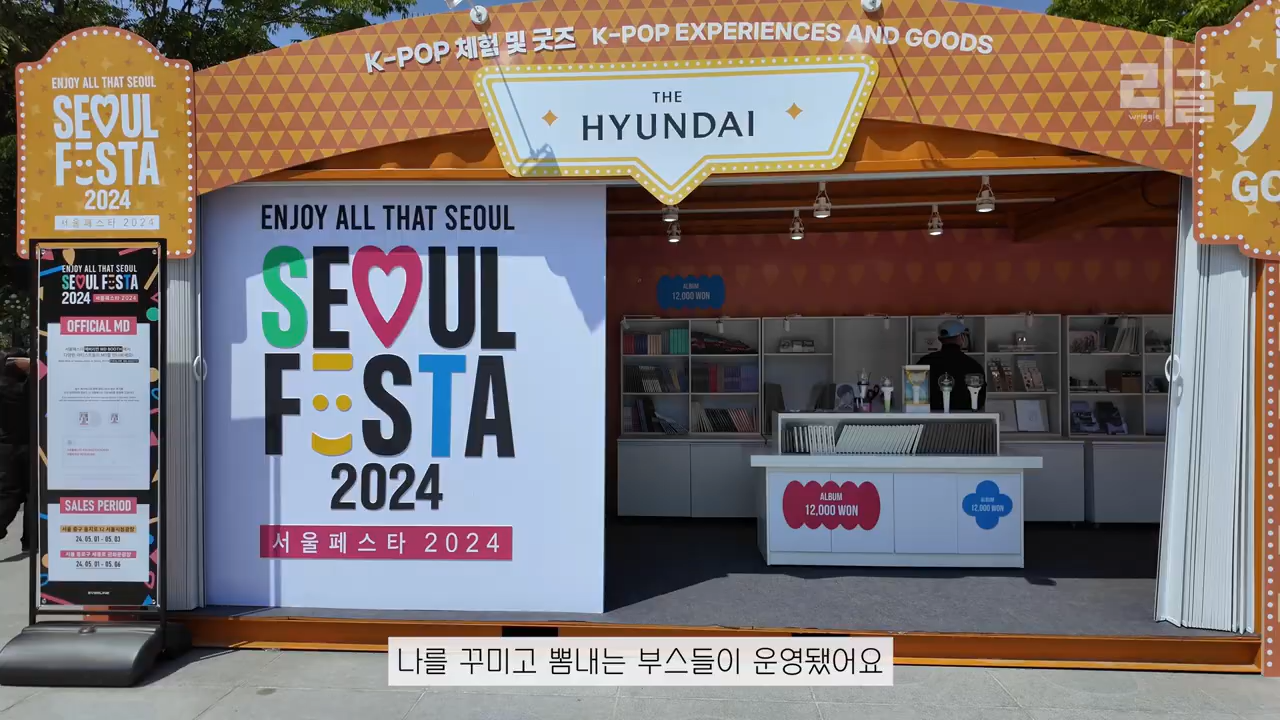 K-POP 체험 및 굿즈 K-POP EXPERIENCES AND GOODS
THE
HYUNDAI
리글
wriggle
ENJOY ALL THAT SEOUL
SEOUL
FESTA
2024
서울페스타 2024
GO
ENJOY ALL THAT SEOUL
SEOUL
FESTA
2024
서울페스타 2024
ENJOY ALL THAT SEOUL
SEOUL FESTA
2024 서울페스타 2024
OFFICIAL MD
SALES PERIOD
24. 05. 01 - 05. 03
24. 05. 01 - 05. 06
ALBUM
12,000 WON
ALBUM
12,000 WON
ALBUM
12,000 WON
나를 꾸미고 뽐내는 부스들이 운영됐어요